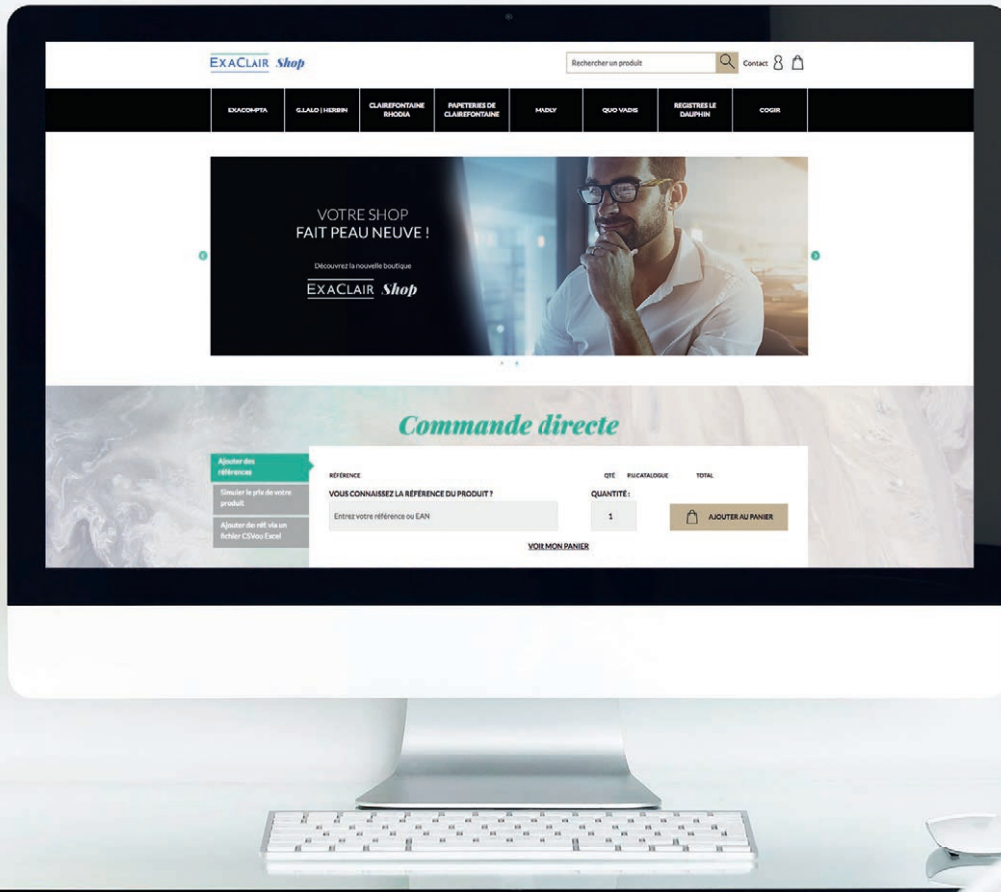 EXACLAIR Shop
Rechercher un produit
Contact
EXACOMPTA
G.LALO | HERBIN
CLAIREFONTAINE
RHODIA
PAPETERIES DE
CLAIREFONTAINE
MADLY
QUO VADIS
REGISTRES LE
DAUPHIN
COGIR
VOTRE SHOP
FAIT PEAU NEUVE !
Découvrez la nouvelle boutique
EXACLAIR Shop
Commande directe
Ajouter des
références
Simuler le prix de votre
produit
Ajouter des réf. via un
fichier CSVou Excel
RÉFÉRENCE
QTÉ
P.U.CATALOGUE
TOTAL
VOUS CONNAISSEZ LA RÉFÉRENCE DU PRODUIT ?
QUANTITÉ :
Entrez votre référence ou EAN
1
AJOUTER AU PANIER
VOIR MON PANIER